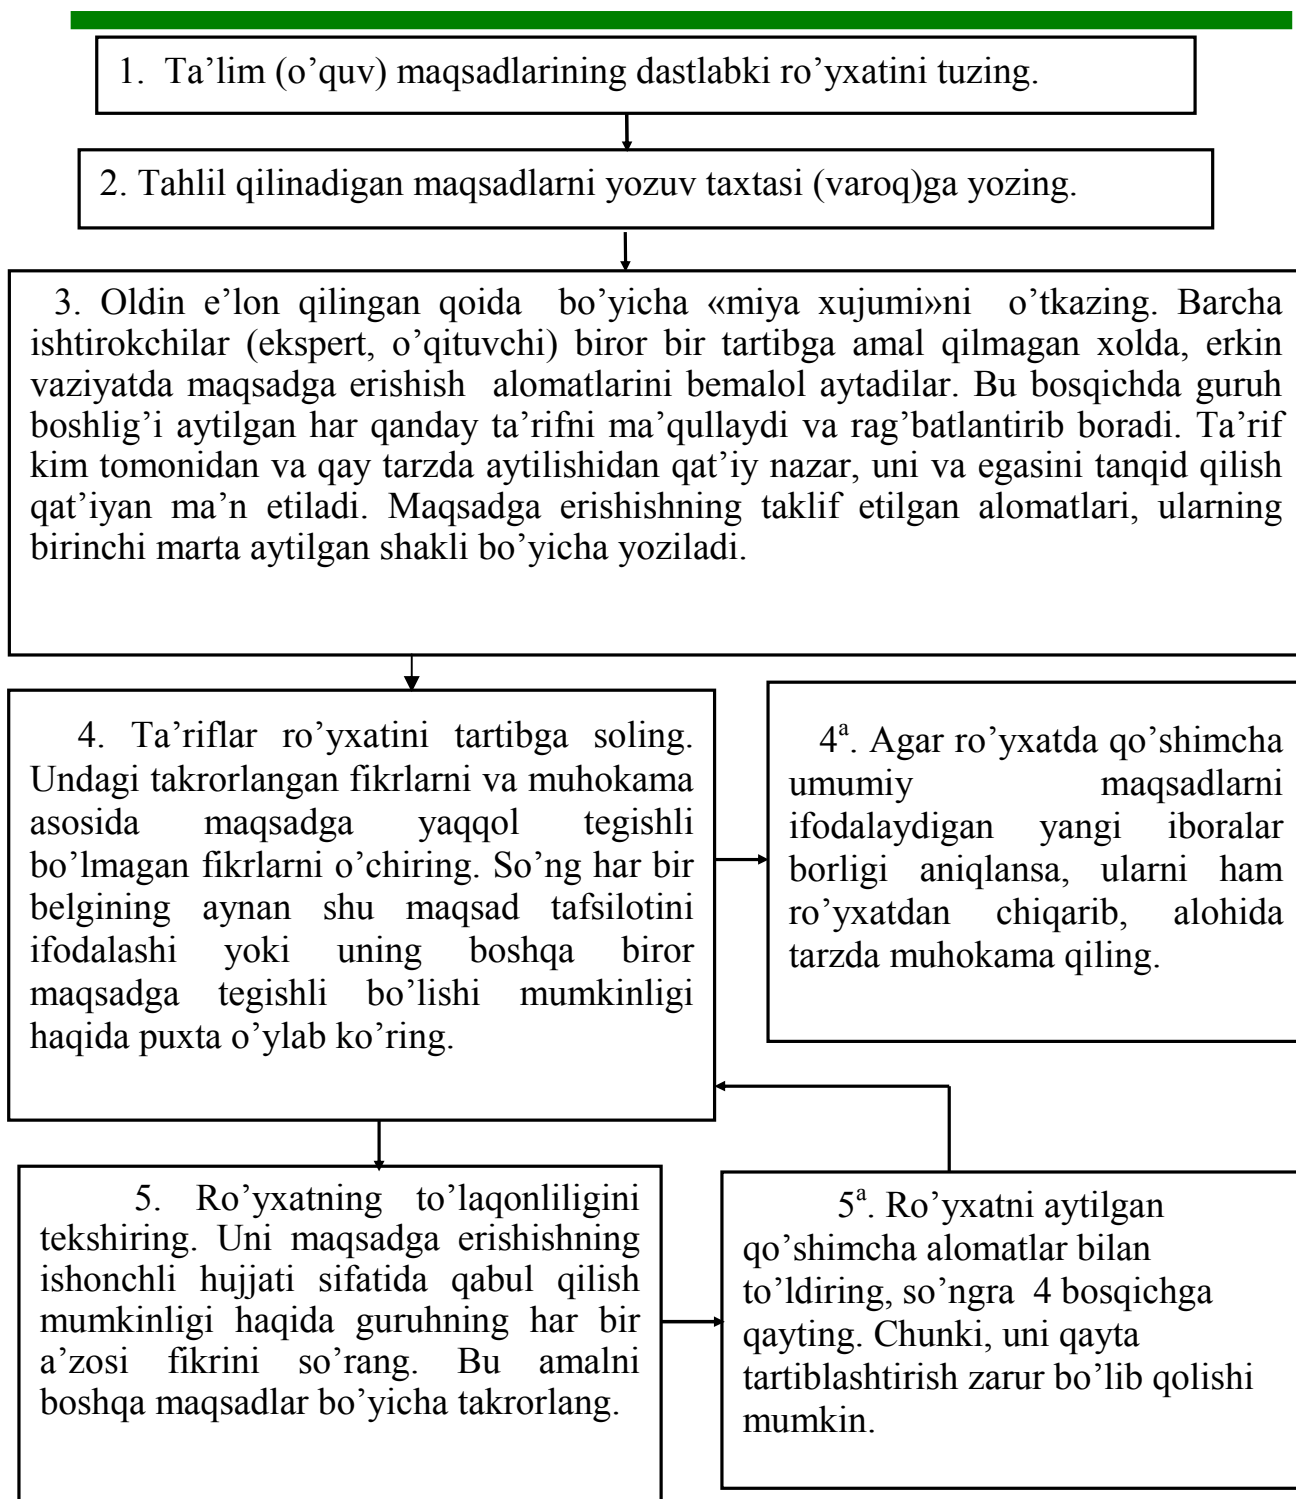 1. Ta’lim (o’quv) maqsadlarining dastlabki ro’yxatini tuzing.
2. Tahlil qilinadigan maqsadlarni yozuv taxtasi (varoq)ga yozing.
3. Oldin e’lon qilingan qoida bo’yicha «miya xujumi»ni o’tkazing. Barcha
ishtirokchilar (ekspert, o’qituvchi) biror bir tartibga amal qilmagan xolda, erkin
vaziyatda maqsadga erishish alomatlarini bemalol aytadilar. Bu bosqichda guruh
boshlig’i aytilgan har qanday ta’rifni ma’qullaydi va rag’batlantirib boradi. Ta’rif
kim tomonidan va qay tarzda aytilishidan qat’iy nazar, uni va egasini tanqid qilish
qat’iyan ma’n etiladi. Maqsadga erishishning taklif etilgan alomatlari, ularning
birinchi marta aytilgan shakli bo’yicha yoziladi.
4. Ta’riflar ro’yxatini tartibga soling.
Undagi takrorlangan fikrlarni va muhokama
asosida maqsadga yaqqol tegishli
bo’lmagan fikrlarni o’chiring. So’ng har bir
belgining aynan shu maqsad tafsilotini
ifodalashi yoki uning boshqa biror
maqsadga tegishli bo’lishi mumkinligi
haqida puxta o’ylab ko’ring.
4ª. Agar ro’yxatda qo’shimcha
umumiy maqsadlarni
ifodalaydigan yangi iboralar
borligi aniqlansa, ularni ham
ro’yxatdan chiqarib, alohida
tarzda muhokama qiling.
5. Ro’yxatning to’laqonliligini
tekshiring. Uni maqsadga erishishning
ishonchli hujjati sifatida qabul qilish
mumkinligi haqida guruhning har bir
a’zosi fikrini so’rang. Bu amalni
boshqa maqsadlar bo’yicha takrorlang.
5ª. Ro’yxatni aytilgan
qo’shimcha alomatlar bilan
to’ldiring, so’ngra 4 bosqichga
qayting. Chunki, uni qayta
tartiblashtirish zarur bo’lib qolishi
mumkin.